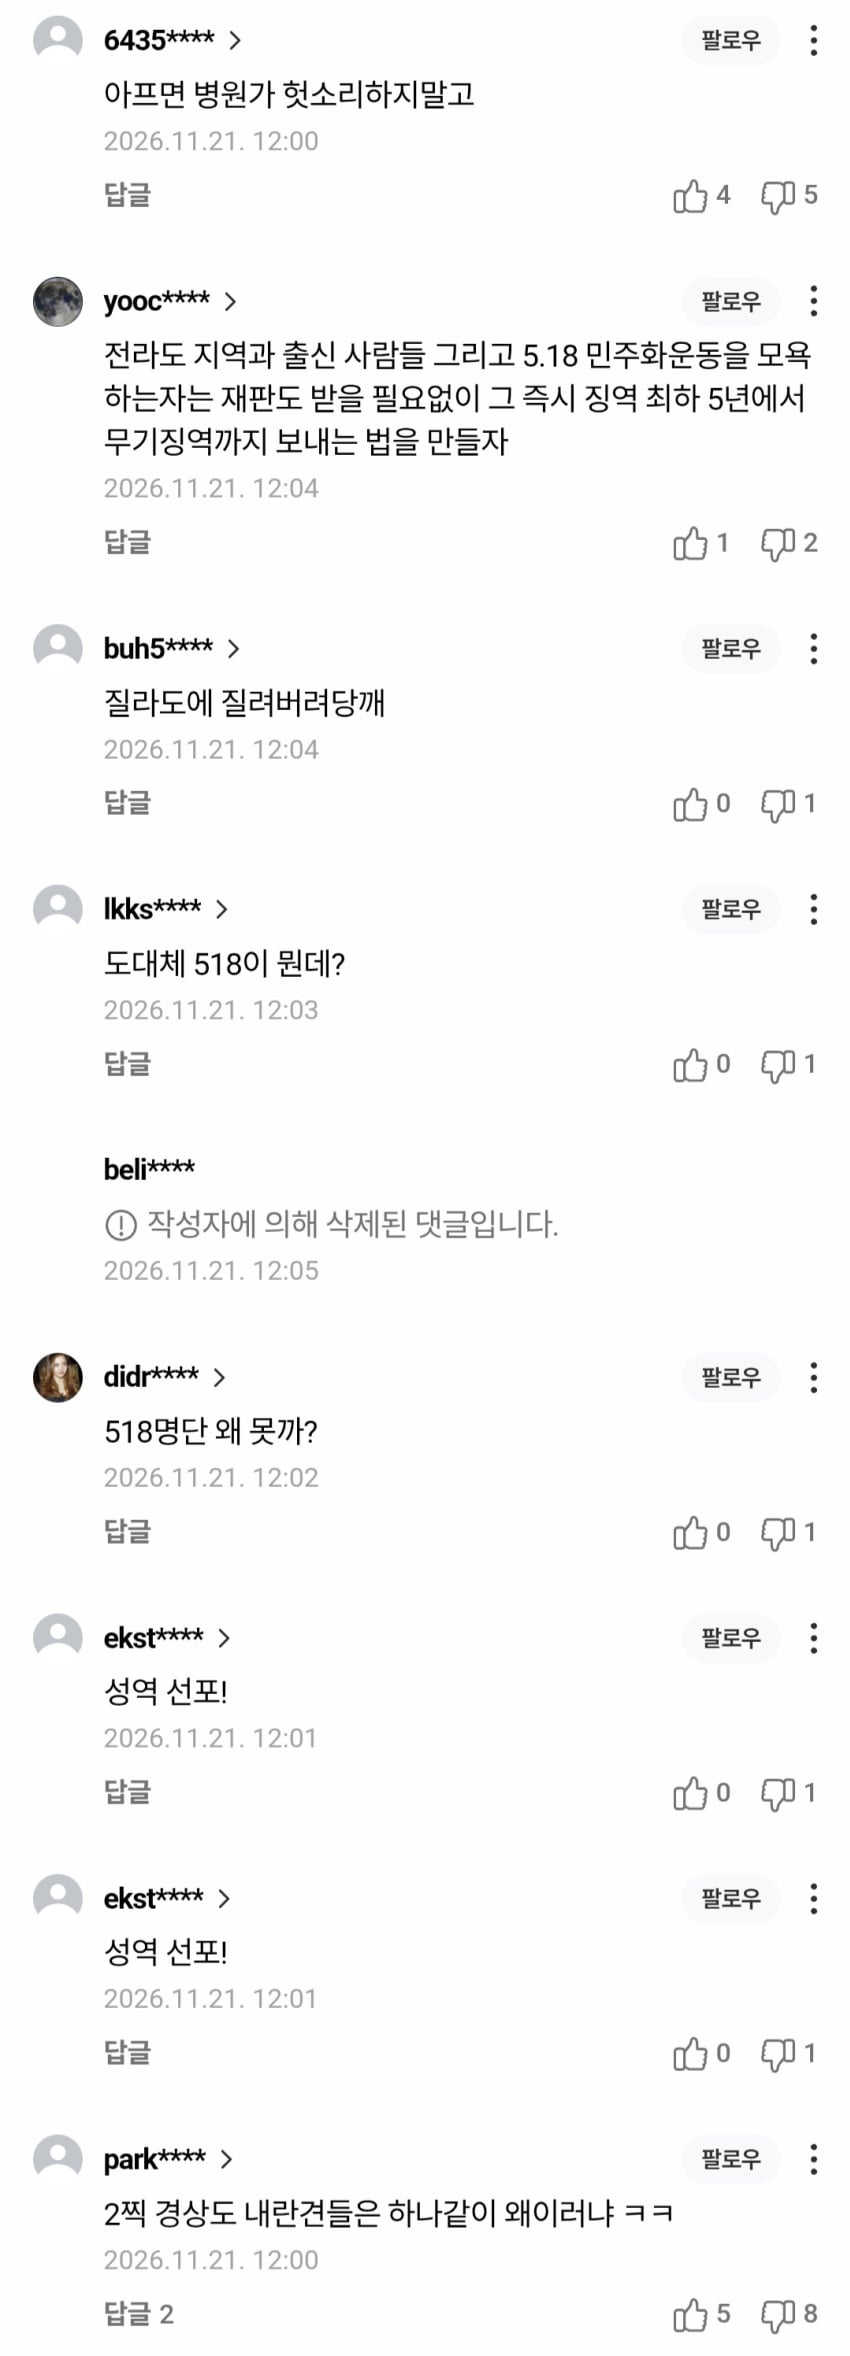 6435****
팔로우
아프면 병원가 헛소리하지말고
2026.11.21. 12:00
답글
4
5
yooc****
팔로우
전라도 지역과 출신 사람들 그리고 5.18 민주화운동을 모욕
하는자는 재판도 받을 필요없이 그 즉시 징역 최하 5년에서
무기징역까지 보내는 법을 만들자
2026.11.21. 12:04
답글
1
2
buh5****
팔로우
질라도에 질려버려당깨
2026.11.21. 12:04
답글
0
1
lkks****
팔로우
도대체 518이 뭔데?
2026.11.21. 12:03
답글
0
1
beli****
작성자에 의해 삭제된 댓글입니다.
2026.11.21. 12:05
didr****
팔로우
518명단 왜 못까?
2026.11.21. 12:02
답글
0
1
ekst****
팔로우
성역 선포!
2026.11.21. 12:01
답글
0
1
ekst****
팔로우
성역 선포!
2026.11.21. 12:01
답글
0
1
park****
팔로우
2찍 경상도 내란견들은 하나같이 왜이러냐 ㅋㅋ
2026.11.21. 12:00
답글 2
5
8